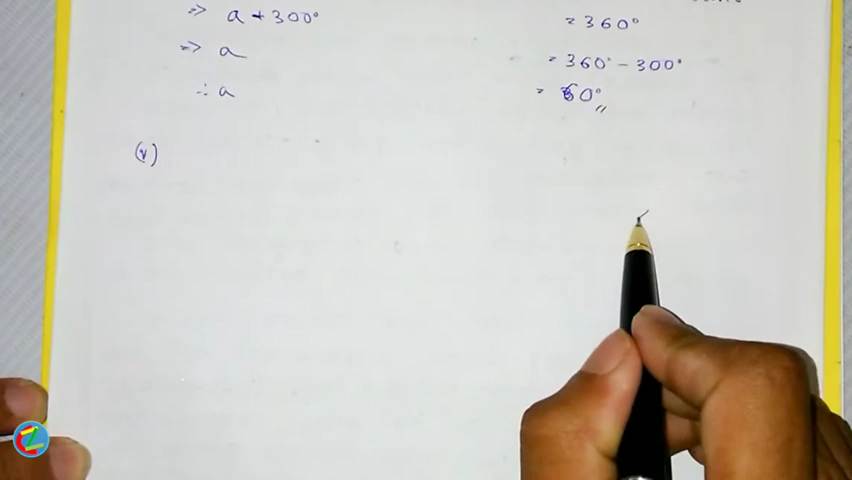 => a + 300° = 360°
=> a = 360° - 300°
∴ a = 60°
(v)